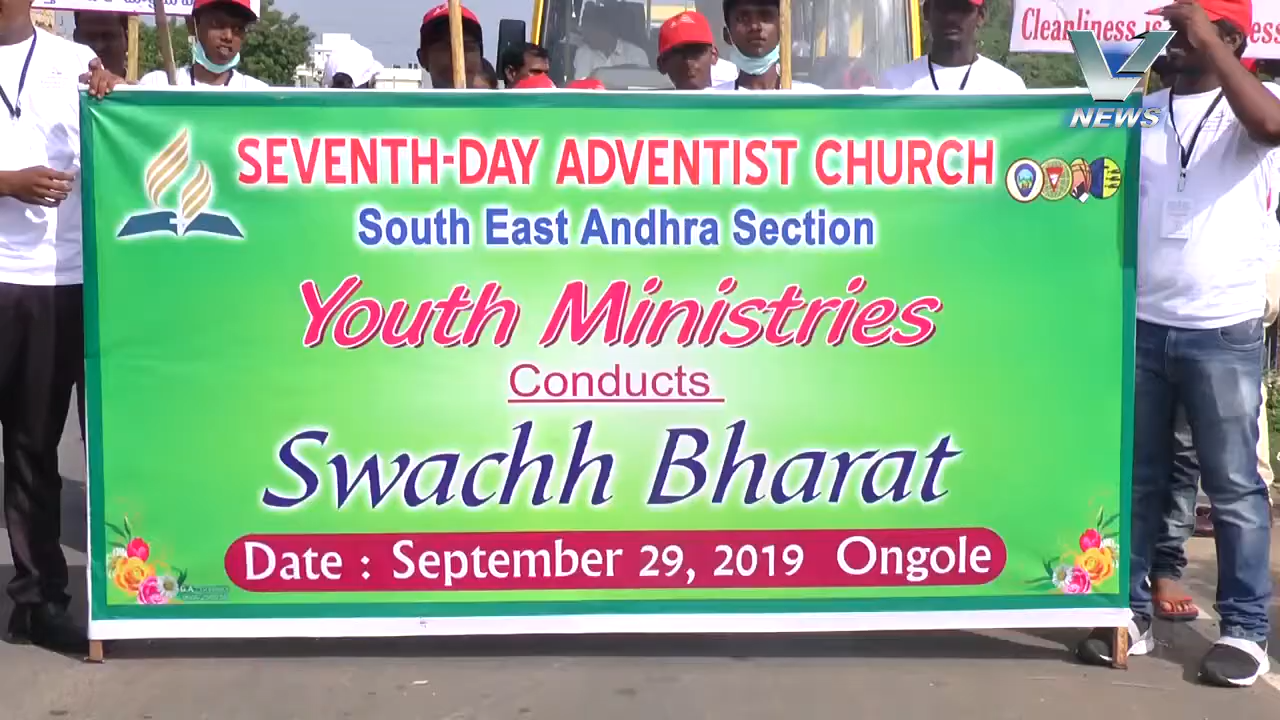 Cleanliness is
V
NEWS
SEVENTH-DAY ADVENTIST CHURCH
South East Andhra Section
Youth Ministries
Conducts
Swachh Bharat
Date : September 29, 2019 Ongole